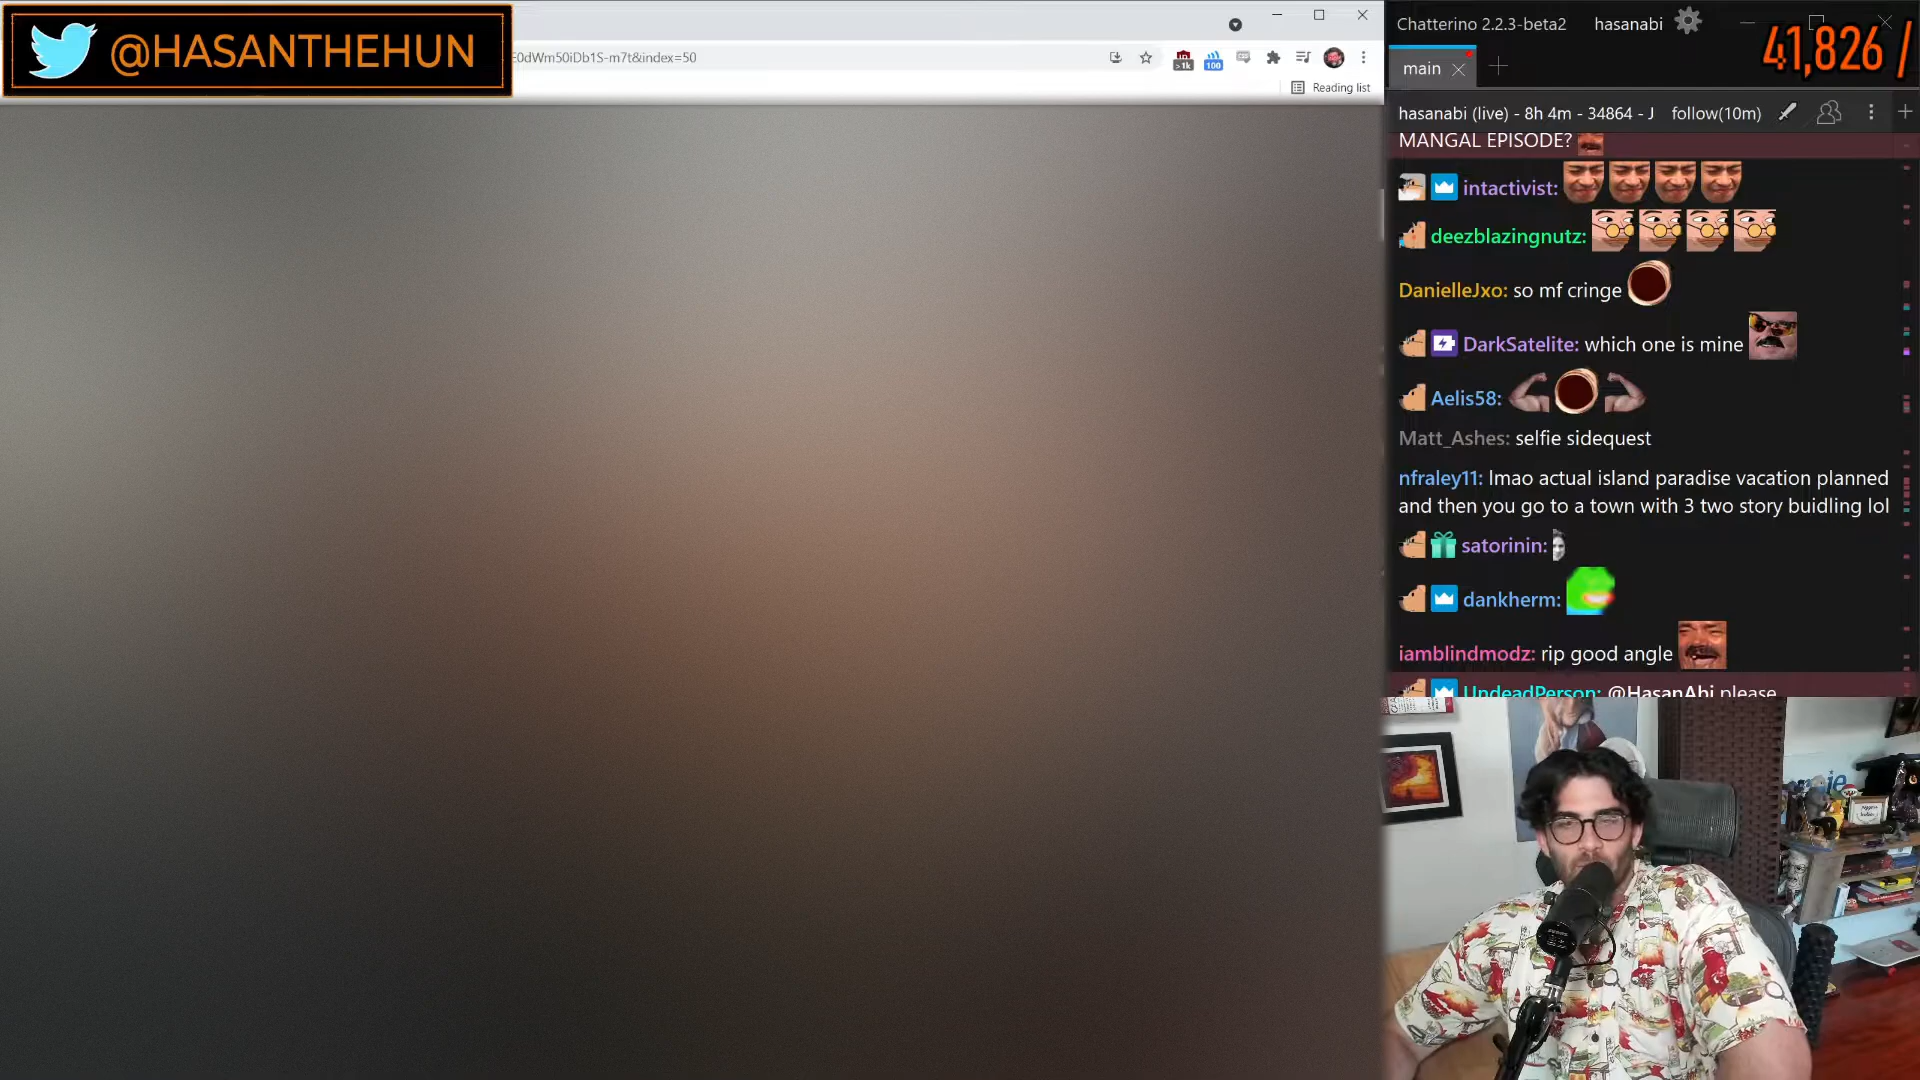 @HASANTHEHUN
E0dWm50iDb1S-m7t&index=50
>1k
100
Reading list
Chatterino 2.2.3-beta2
hasanabi
41,826 /
main
hasanabi (live) - 8h 4m - 34864 - J
follow(10m)
MANGAL EPISODE?
intactivist:
deezblazingnutz:
DanielleJxo: so mf cringe
DarkSatelite: which one is mine
Aelis58:
Matt_Ashes: selfie sidequest
nfraley11: lmao actual island paradise vacation planned
and then you go to a town with 3 two story buidling lol
satorinin:
dankherm:
iamblindmodz: rip good angle
UndeadPerson: @HasanAbi please